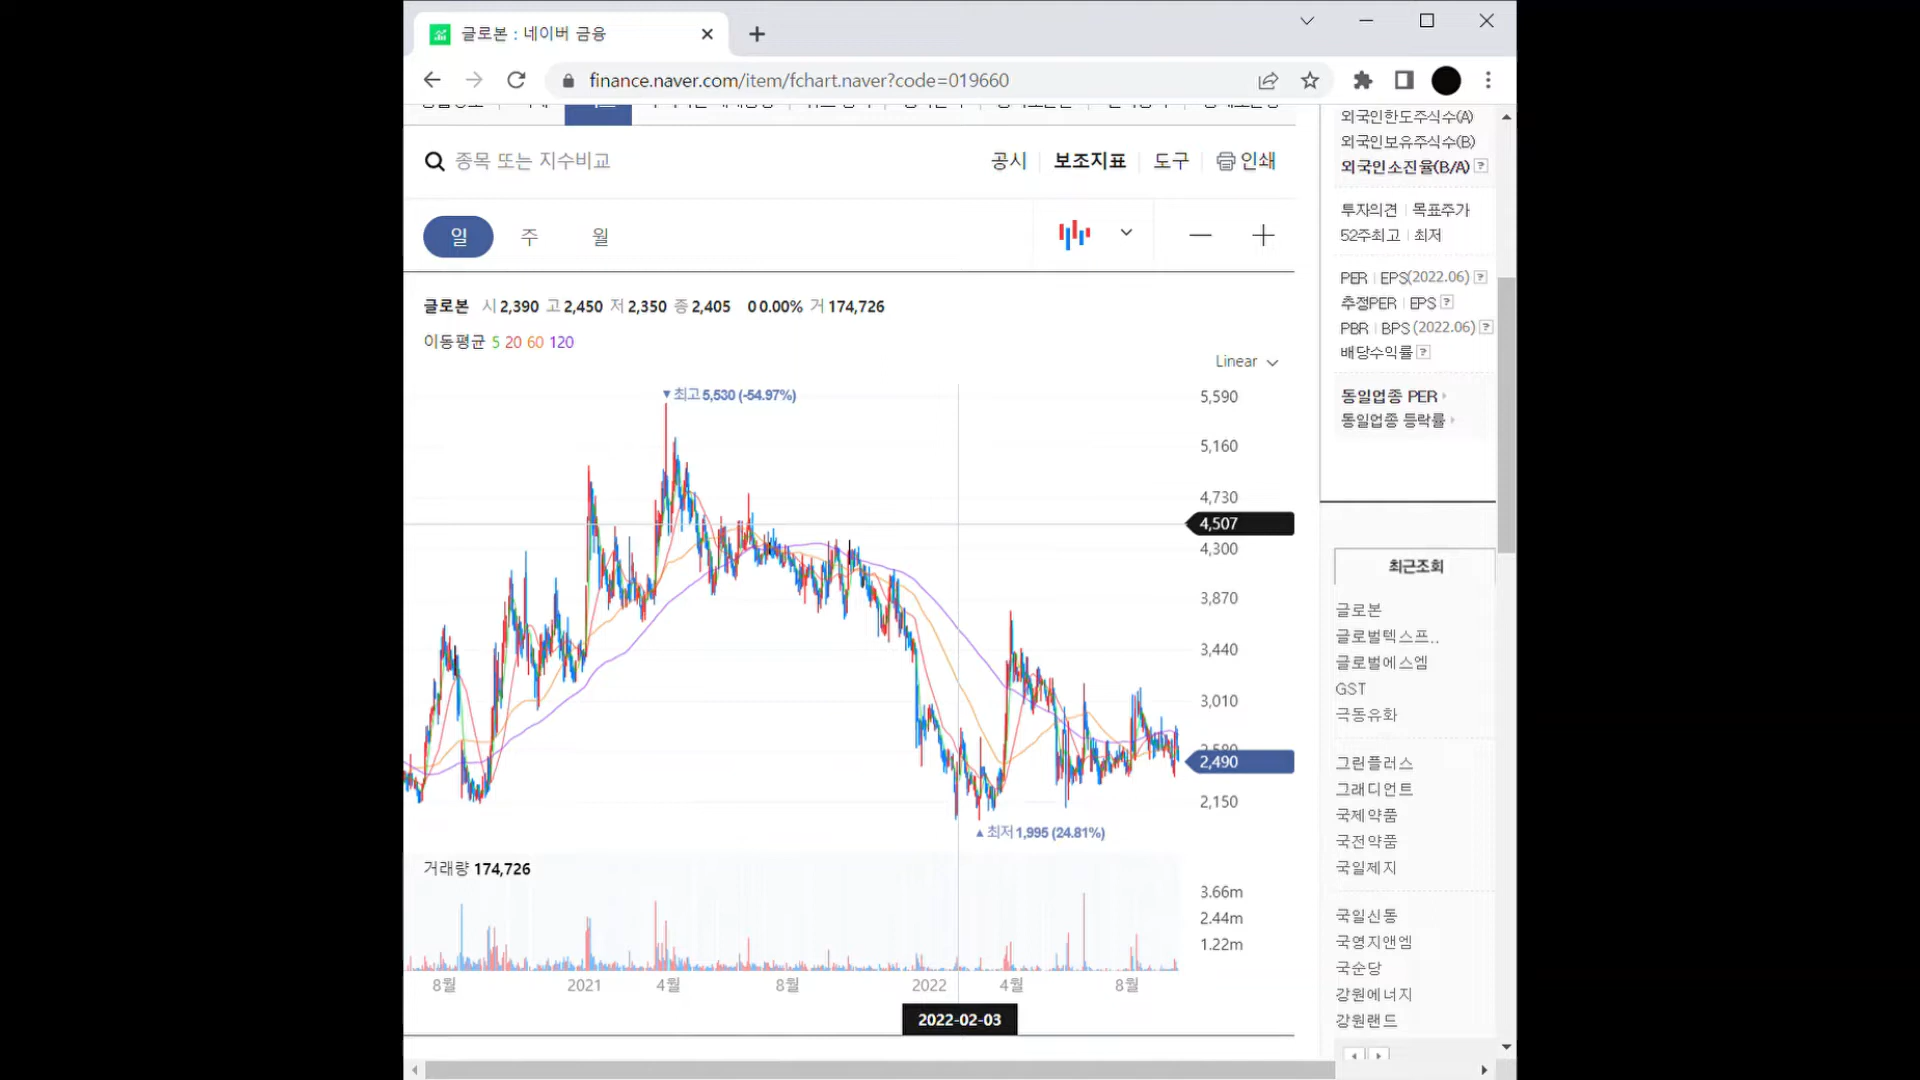 글로본 : 네이버 금융
finance.naver.com/item/fchart.naver?code=019660
종목 또는 지수비교
공시 보조지표 도구 인쇄
일 주 월
글로본 시 2,390 고 2,450 저 2,350 종 2,405 0 0.00% 거 174,726
이동평균 5 20 60 120
Linear
▼최고 5,530 (-54.97%)
5,590
5,160
4,730
4,507
4,300
3,870
3,440
3,010
2,580
2,490
2,150
▲최저 1,995 (24.81%)
거래량 174,726
3.66m
2.44m
1.22m
8월 2021 4월 8월 2022 4월 8월
2022-02-03
외국인한도주식수(A)
외국인보유주식수(B)
외국인소진율(B/A) ?
투자의견 | 목표주가
52주최고 | 최저
PER | EPS(2022.06) ?
추정PER | EPS ?
PBR | BPS (2022.06) ?
배당수익률 ?
동일업종 PER
동일업종 등락률
최근조회
글로본
글로벌텍스프..
글로벌에스엠
GST
극동유화
그린플러스
그래디언트
국제약품
국전약품
국일제지
국일신동
국영지앤엠
국순당
강원에너지
강원랜드